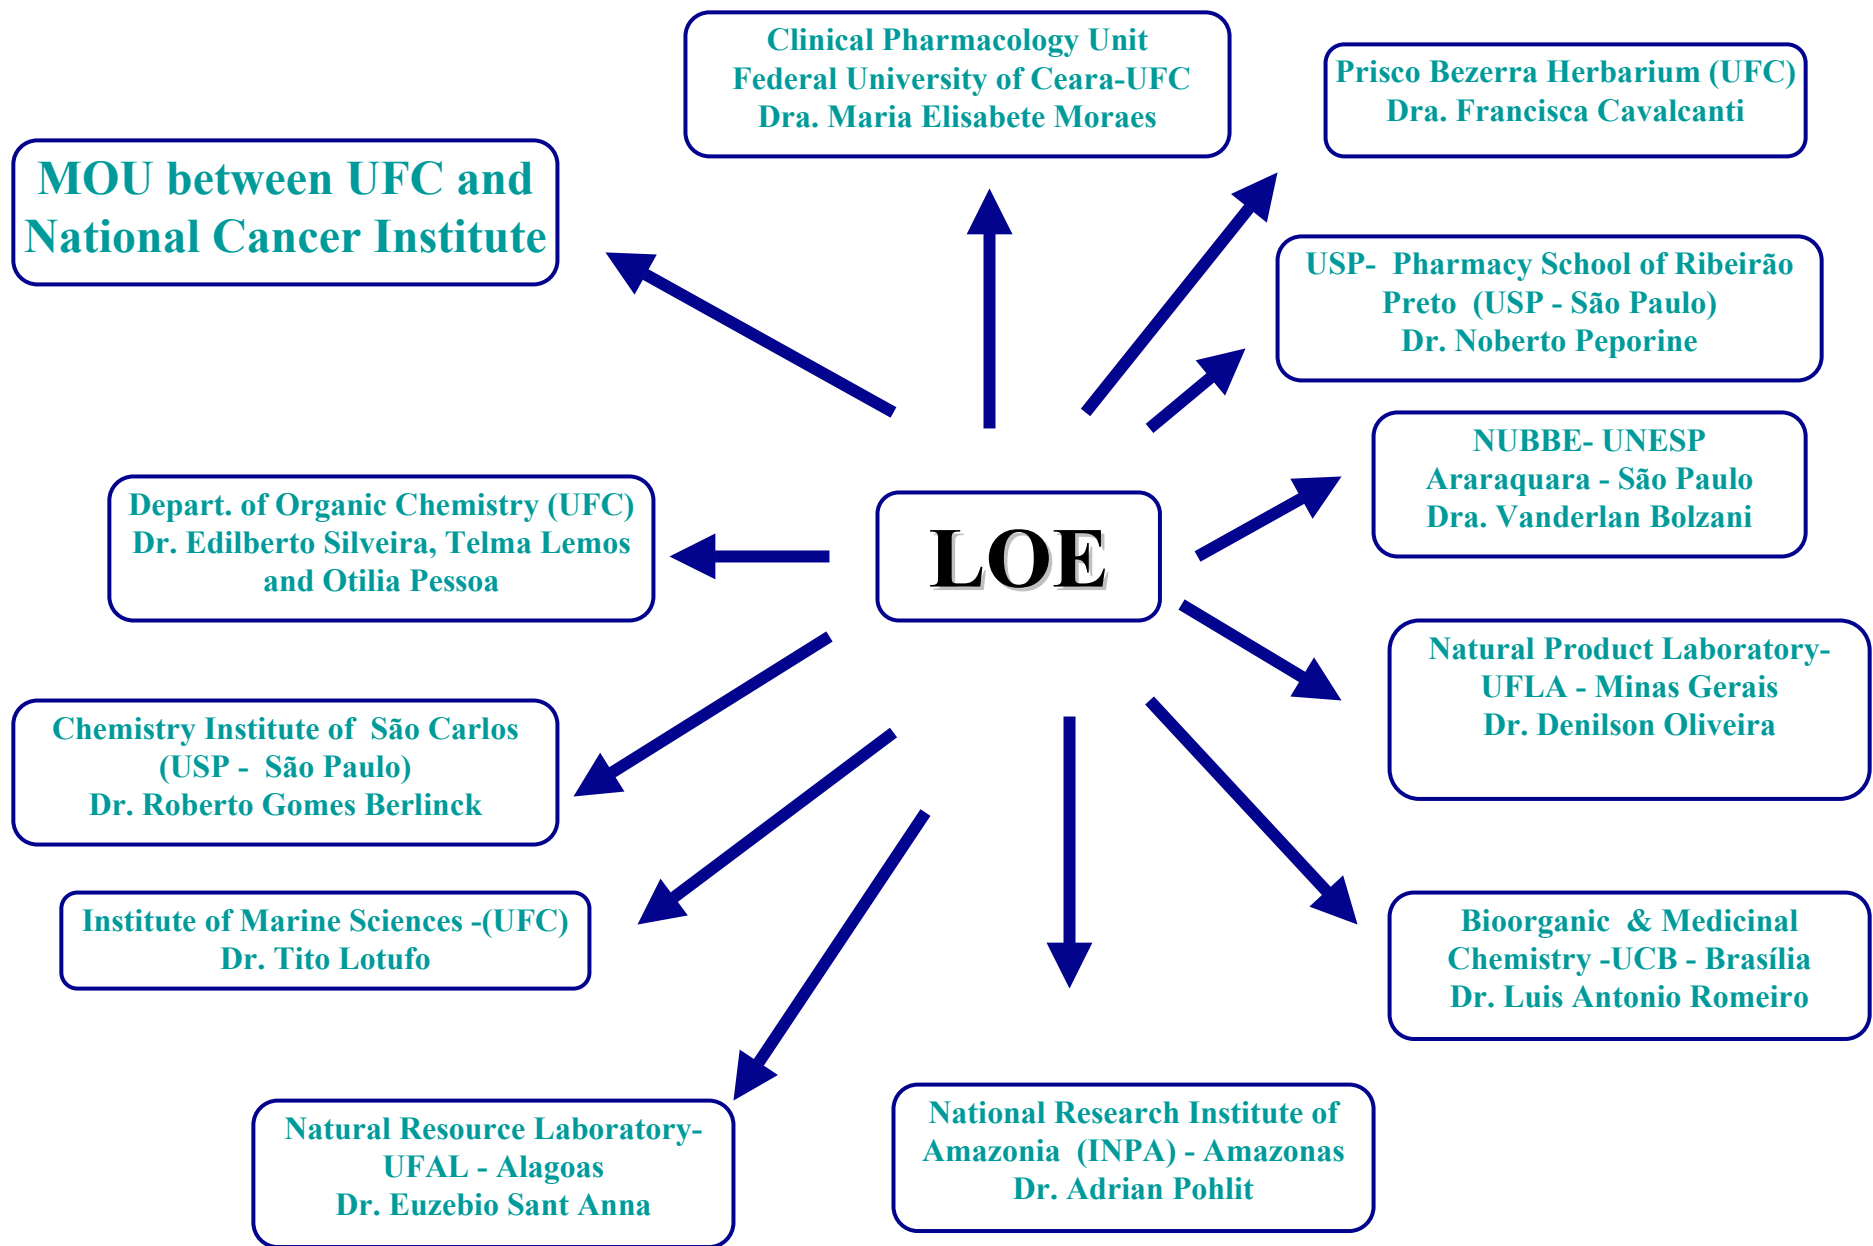 Clinical Pharmacology Unit
Federal University of Ceara-UFC
Dra. Maria Elisabete Moraes
Prisco Bezerra Herbarium (UFC)
Dra. Francisca Cavalcanti
MOU between UFC and
National Cancer Institute
USP- Pharmacy School of Ribeirão
Preto (USP - São Paulo)
Dr. Noberto Peporine
NUBBE- UNESP
Araraquara - São Paulo
Dra. Vanderlan Bolzani
Depart. of Organic Chemistry (UFC)
Dr. Edilberto Silveira, Telma Lemos
and Otilia Pessoa
LOE
Natural Product Laboratory-
UFLA - Minas Gerais
Dr. Denilson Oliveira
Chemistry Institute of São Carlos
(USP - São Paulo)
Dr. Roberto Gomes Berlinck
Institute of Marine Sciences -(UFC)
Dr. Tito Lotufo
Bioorganic & Medicinal
Chemistry -UCB - Brasília
Dr. Luis Antonio Romeiro
Natural Resource Laboratory-
UFAL - Alagoas
Dr. Euzebio Sant Anna
National Research Institute of
Amazonia (INPA) - Amazonas
Dr. Adrian Pohlit